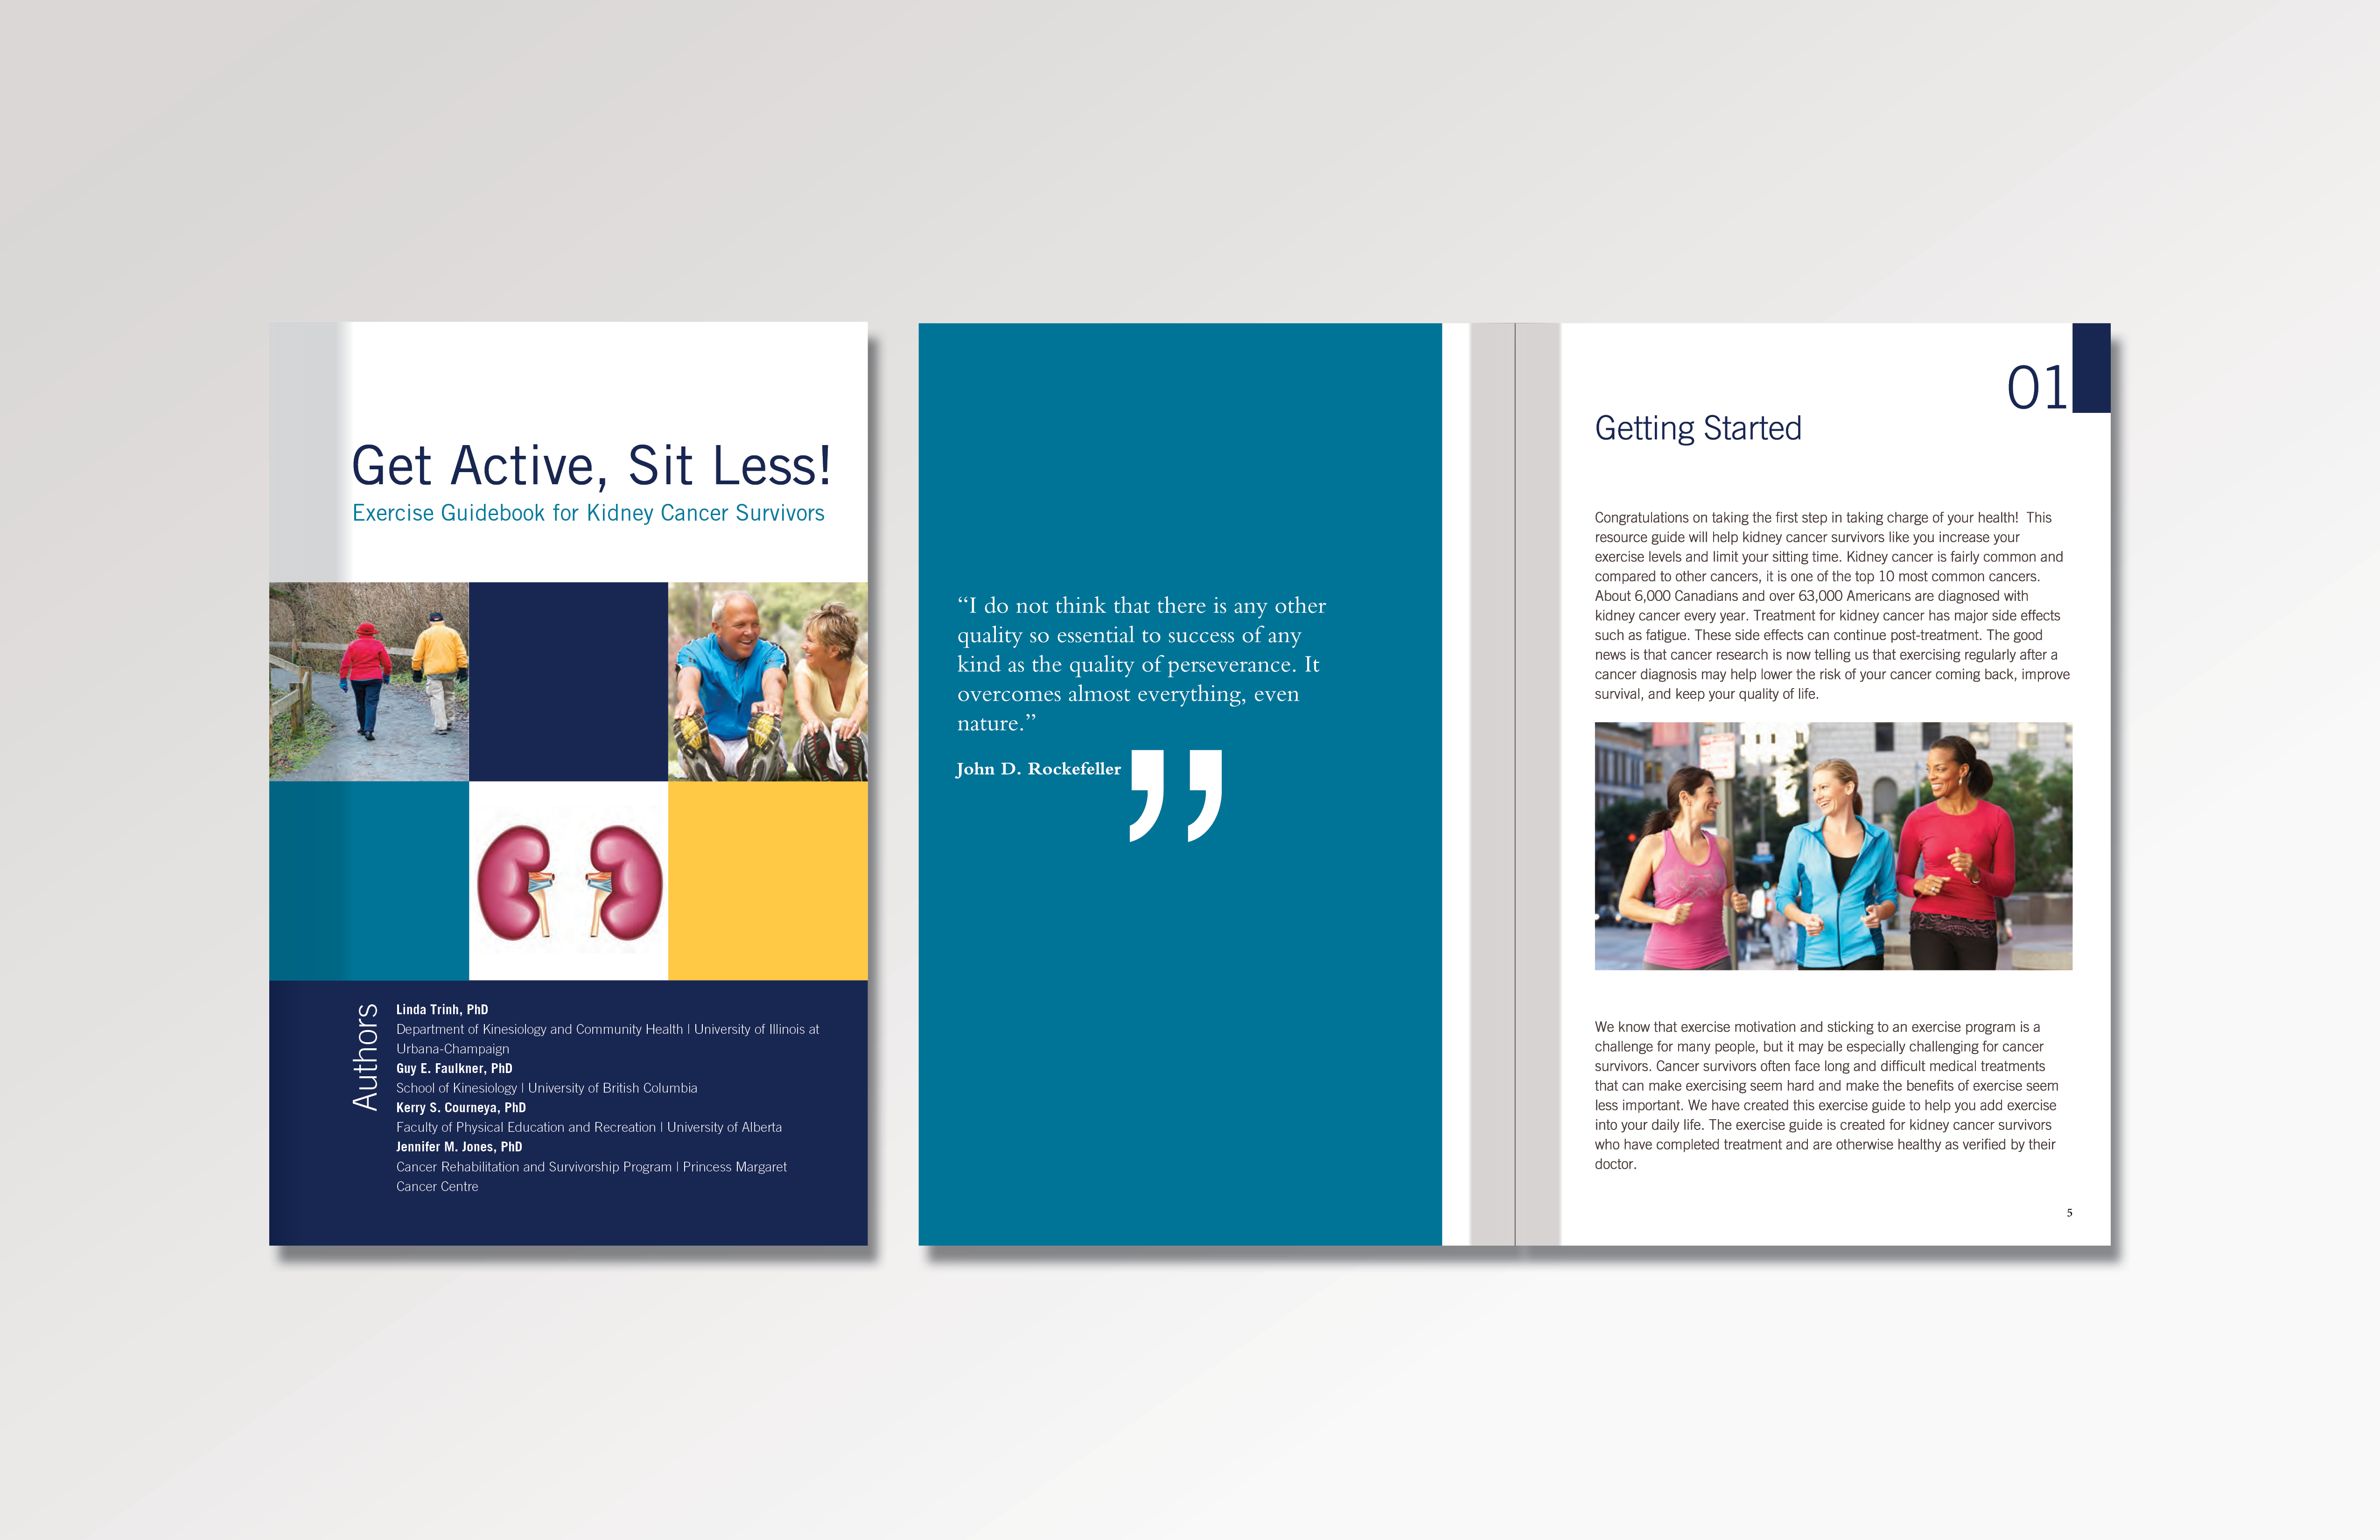 Get Active, Sit Less!
Exercise Guidebook for Kidney Cancer Survivors
Authors
Linda Trinh, PhD
Department of Kinesiology and Community Health | University of Illinois at
Urbana-Champaign
Guy E. Faulkner, PhD
School of Kinesiology | University of British Columbia
Kerry S. Courneya, PhD
Faculty of Physical Education and Recreation | University of Alberta
Jennifer M. Jones, PhD
Cancer Rehabilitation and Survivorship Program | Princess Margaret
Cancer Centre
“I do not think that there is any other
quality so essential to success of any
kind as the quality of perseverance. It
overcomes almost everything, even
nature.”
John D. Rockefeller
”
01
Getting Started
Congratulations on taking the first step in taking charge of your health!  This
resource guide will help kidney cancer survivors like you increase your
exercise levels and limit your sitting time. Kidney cancer is fairly common and
compared to other cancers, it is one of the top 10 most common cancers.
About 6,000 Canadians and over 63,000 Americans are diagnosed with
kidney cancer every year. Treatment for kidney cancer has major side effects
such as fatigue. These side effects can continue post-treatment. The good
news is that cancer research is now telling us that exercising regularly after a
cancer diagnosis may help lower the risk of your cancer coming back, improve
survival, and keep your quality of life.
We know that exercise motivation and sticking to an exercise program is a
challenge for many people, but it may be especially challenging for cancer
survivors. Cancer survivors often face long and difficult medical treatments
that can make exercising seem hard and make the benefits of exercise seem
less important. We have created this exercise guide to help you add exercise
into your daily life. The exercise guide is created for kidney cancer survivors
who have completed treatment and are otherwise healthy as verified by their
doctor.
5